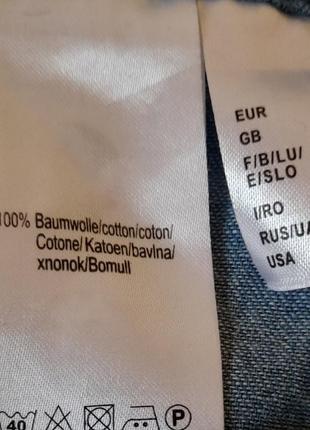 100% Baumwolle/cotton/coton/
Cotone/ Katoen/bavlna/
xnonok/Bomull
40
P
EUR
GB
F/B/LU/
E/SLO
I/RO
RUS/UA
USA